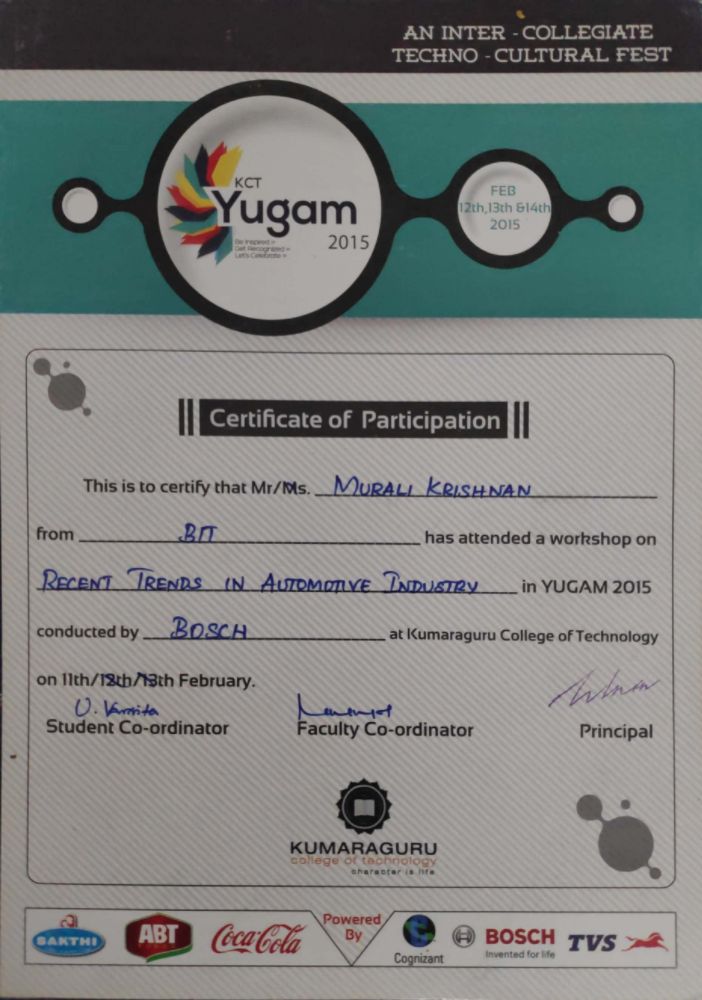 AN INTER - COLLEGIATE
TECHNO - CULTURAL FEST
KCT
Yugam
2015
Be Inspired »
Get Recognized »
Let's Celebrate »
FEB
12th,13th &14th
2015
Certificate of Participation
This is to certify that Mr/Ms. MURALI KRISHNAN
from BIT has attended a workshop on
RECENT TRENDS IN AUTOMOTIVE INDUSTRY in YUGAM 2015
conducted by BOSCH at Kumaraguru College of Technology
on 11th/12th/13th February.
Student Co-ordinator Faculty Co-ordinator Principal
KUMARAGURU
college of technology
character is life
SAKTHI ABT Coca-Cola Powered By Cognizant BOSCH Invented for life TVS